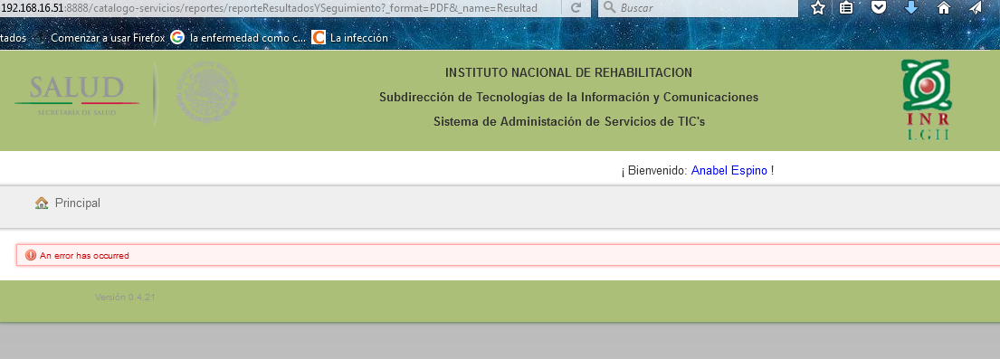 192.168.16.51:8888/catalogo-servicios/reportes/reporteResultadosYSeguimiento?_format=PDF&_name=Resultad
Buscar
tados
Comenzar a usar Firefox
la enfermedad como c...
La infección
SALUD
SECRETARÍA DE SALUD
INSTITUTO NACIONAL DE REHABILITACION
Subdirección de Tecnologías de la Información y Comunicaciones
Sistema de Administación de Servicios de TIC's
INR
LGII
¡ Bienvenido: Anabel Espino !
Principal
An error has occurred
Versión 0.4.21